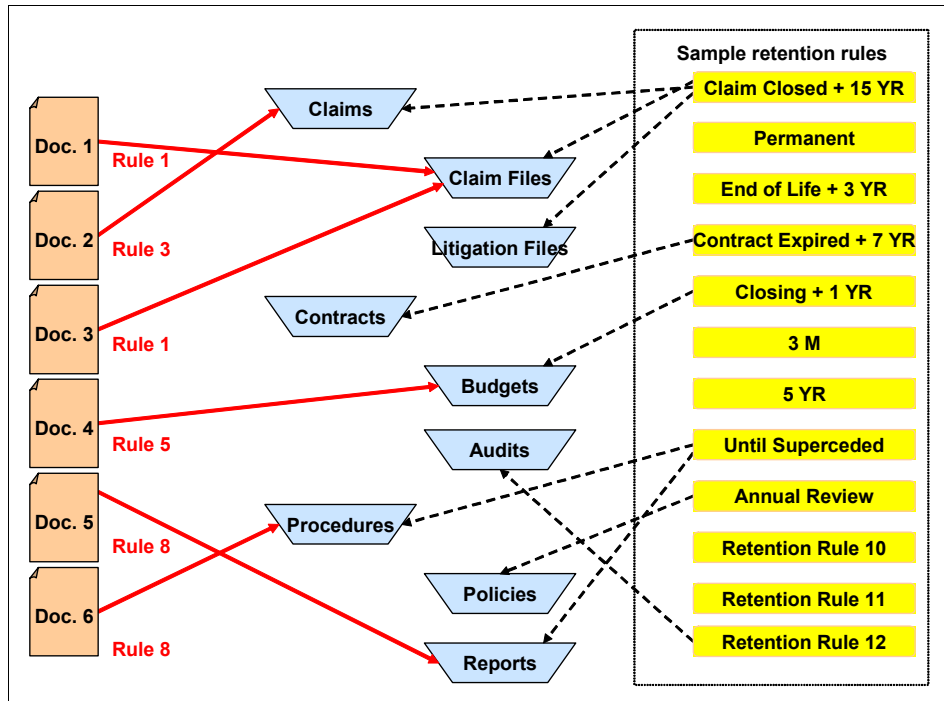 Sample retention rules
Doc. 1
Rule 1
Doc. 2
Rule 3
Doc. 3
Rule 1
Doc. 4
Rule 5
Doc. 5
Rule 8
Doc. 6
Rule 8
Claims
Claim Files
Litigation Files
Contracts
Budgets
Audits
Procedures
Policies
Reports
Claim Closed + 15 YR
Permanent
End of Life + 3 YR
Contract Expired + 7 YR
Closing + 1 YR
3 M
5 YR
Until Superceded
Annual Review
Retention Rule 10
Retention Rule 11
Retention Rule 12